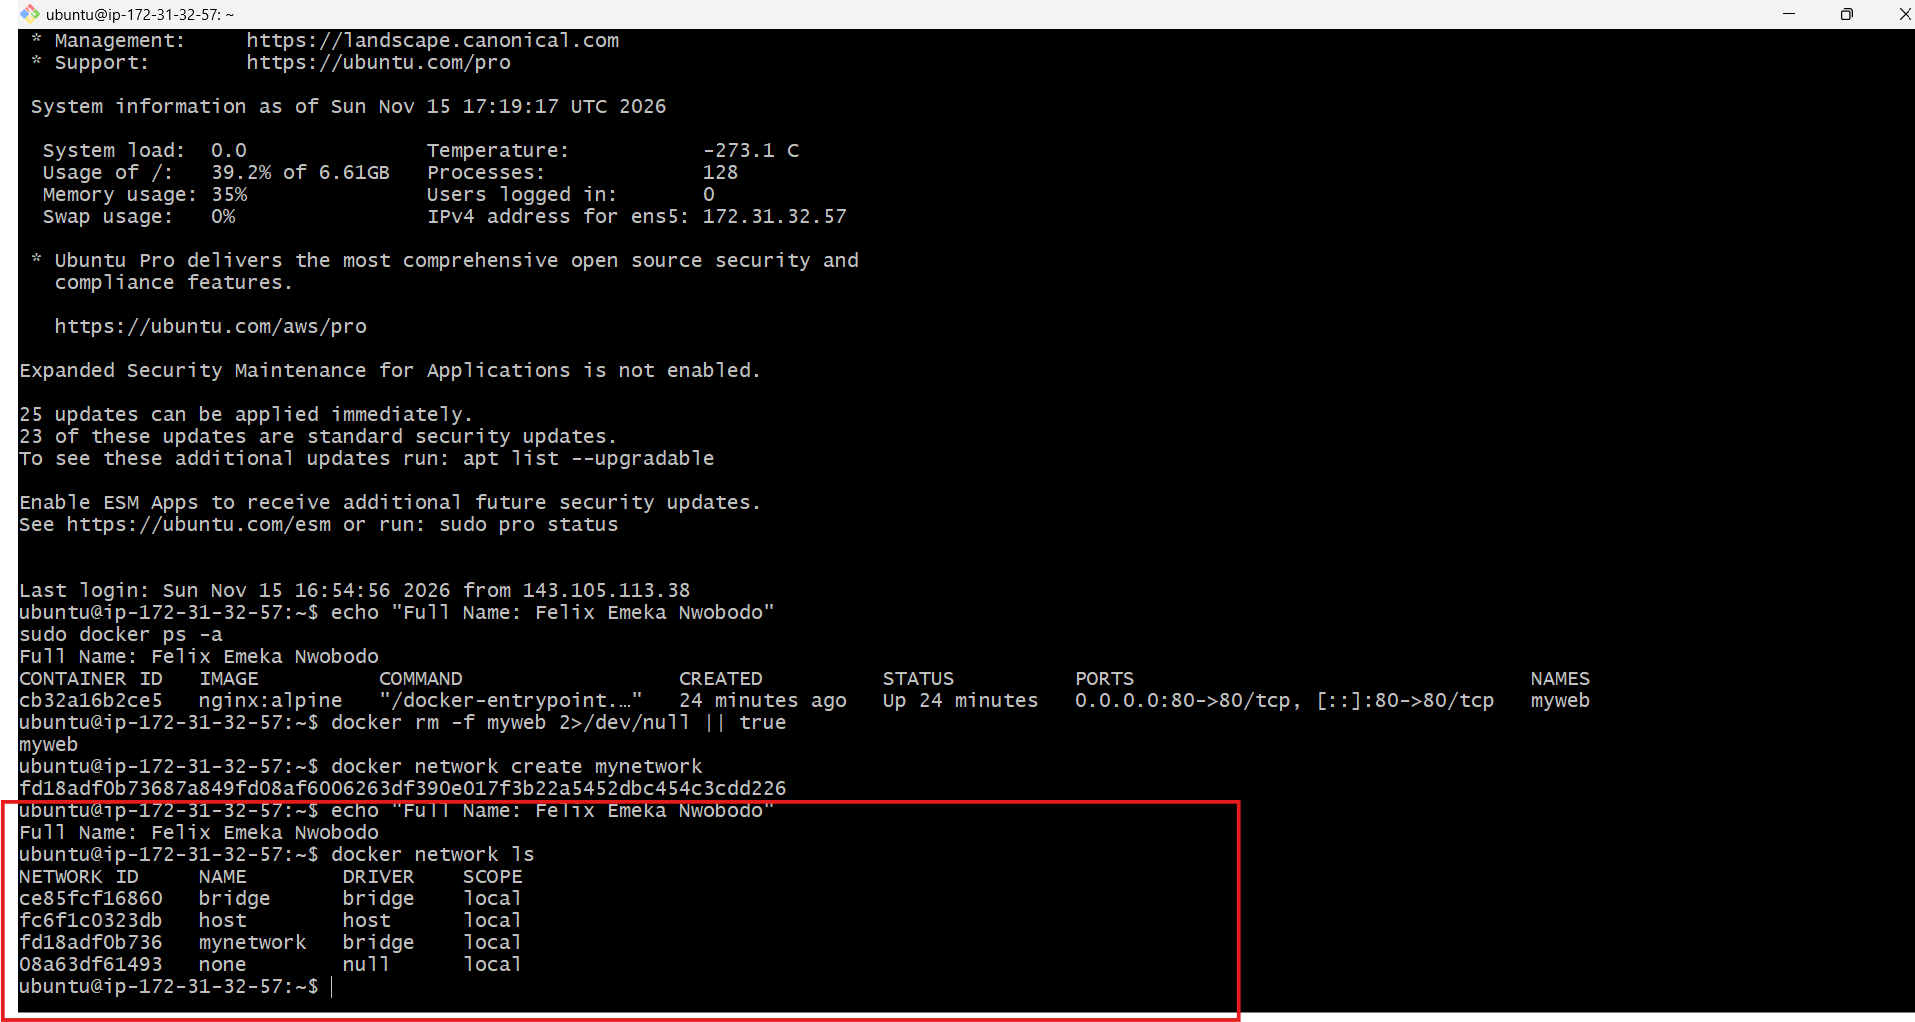 ubuntu@ip-172-31-32-57: ~
* Management:     https://landscape.canonical.com
* Support:        https://ubuntu.com/pro
System information as of Sun Nov 15 17:19:17 UTC 2026
System load:  0.0               Temperature:           -273.1 C
Usage of /:   39.2% of 6.61GB   Processes:             128
Memory usage: 35%               Users logged in:       0
Swap usage:   0%                IPv4 address for ens5: 172.31.32.57
* Ubuntu Pro delivers the most comprehensive open source security and
compliance features.
https://ubuntu.com/aws/pro
Expanded Security Maintenance for Applications is not enabled.
25 updates can be applied immediately.
23 of these updates are standard security updates.
To see these additional updates run: apt list --upgradable
Enable ESM Apps to receive additional future security updates.
See https://ubuntu.com/esm or run: sudo pro status
Last login: Sun Nov 15 16:54:56 2026 from 143.105.113.38
ubuntu@ip-172-31-32-57:~$ echo "Full Name: Felix Emeka Nwobodo"
sudo docker ps -a
Full Name: Felix Emeka Nwobodo
CONTAINER ID   IMAGE          COMMAND                  CREATED          STATUS          PORTS                                 NAMES
cb32a16b2ce5   nginx:alpine   "/docker-entrypoint.…"   24 minutes ago   Up 24 minutes   0.0.0.0:80->80/tcp, [::]:80->80/tcp   myweb
ubuntu@ip-172-31-32-57:~$ docker rm -f myweb 2>/dev/null || true
myweb
ubuntu@ip-172-31-32-57:~$ docker network create mynetwork
fd18adf0b73687a849fd08af6006263df390e017f3b22a5452dbc454c3cdd226
ubuntu@ip-172-31-32-57:~$ echo "Full Name: Felix Emeka Nwobodo"
Full Name: Felix Emeka Nwobodo
ubuntu@ip-172-31-32-57:~$ docker network ls
NETWORK ID     NAME        DRIVER    SCOPE
ce85fcf16860   bridge      bridge    local
fc6f1c0323db   host        host      local
fd18adf0b736   mynetwork   bridge    local
08a63df61493   none        null      local
ubuntu@ip-172-31-32-57:~$